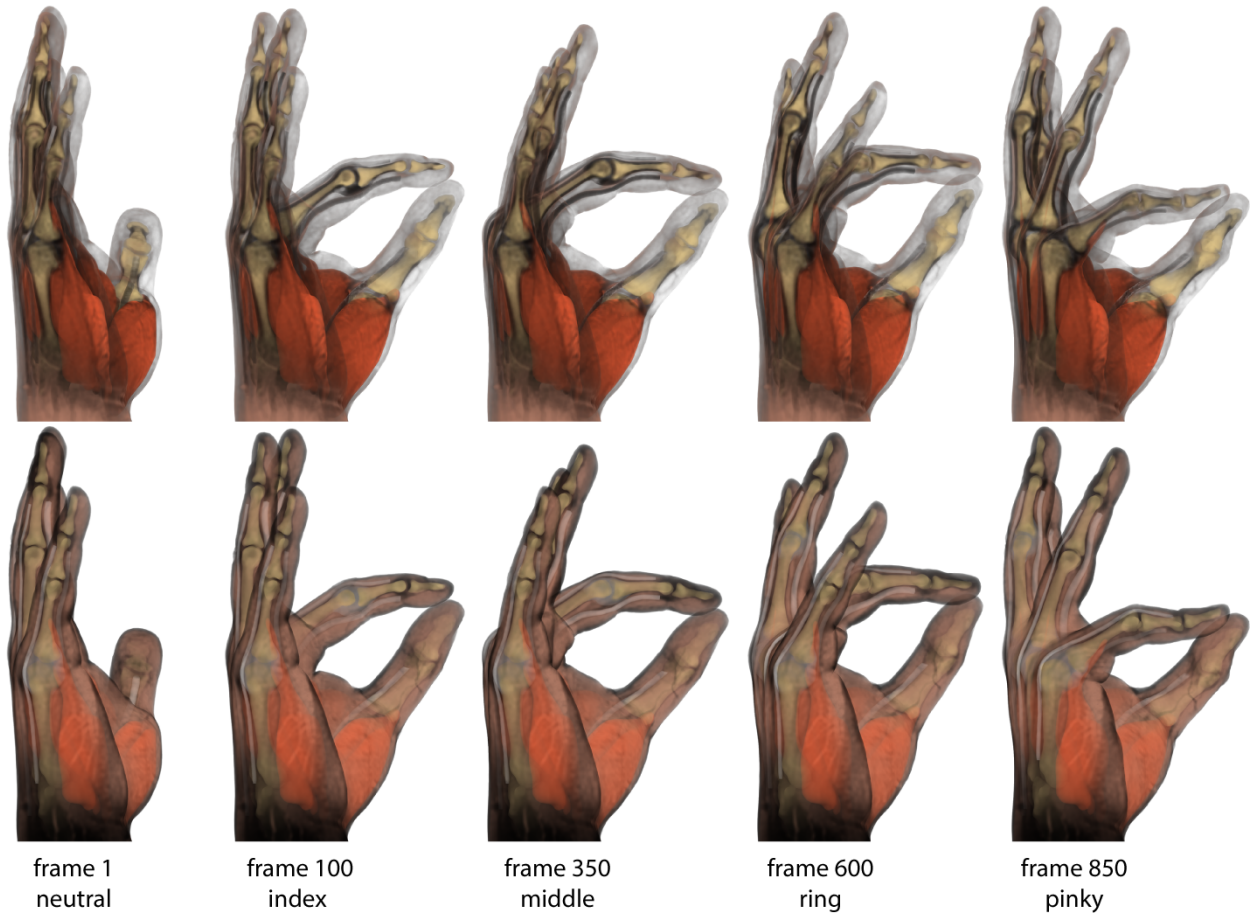 frame 1
neutral
frame 100
index
frame 350
middle
frame 600
ring
frame 850
pinky